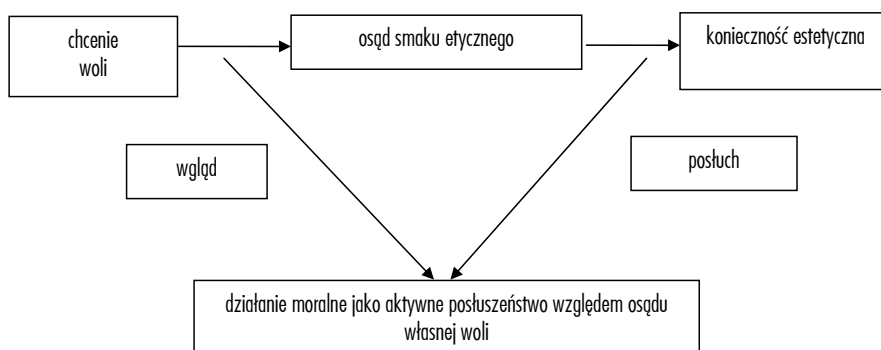 chcenie
woli
osąd smaku etycznego
konieczność estetyczna
wgląd
posłuch
działanie moralne jako aktywne posłuszeństwo względem osądu
własnej woli